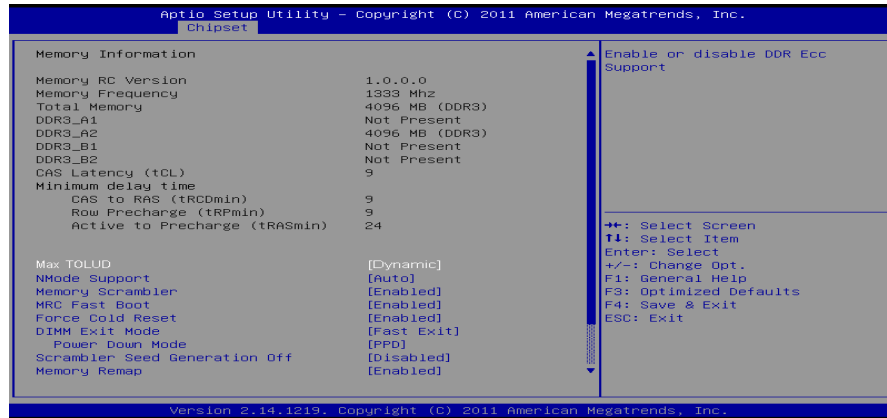 Aptio Setup Utility – Copyright (C) 2011 American Megatrends, Inc.
Chipset
Memory Information
Memory RC Version 1.0.0.0
Memory Frequency 1333 Mhz
Total Memory 4096 MB (DDR3)
DDR3_A1 Not Present
DDR3_A2 4096 MB (DDR3)
DDR3_B1 Not Present
DDR3_B2 Not Present
CAS Latency (tCL) 9
Minimum delay time
CAS to RAS (tRCDmin) 9
Row Precharge (tRPmin) 9
Active to Precharge (tRASmin) 24
Max TOLUD [Dynamic]
NMode Support [Auto]
Memory Scrambler [Enabled]
MRC Fast Boot [Enabled]
Force Cold Reset [Enabled]
DIMM Exit Mode [Fast Exit]
Power Down Mode [PPD]
Scrambler Seed Generation Off [Disabled]
Memory Remap [Enabled]
Enable or disable DDR Ecc
Support
→←: Select Screen
↑↓: Select Item
Enter: Select
+/-: Change Opt.
F1: General Help
F3: Optimized Defaults
F4: Save & Exit
ESC: Exit
Version 2.14.1219. Copyright (C) 2011 American Megatrends, Inc.